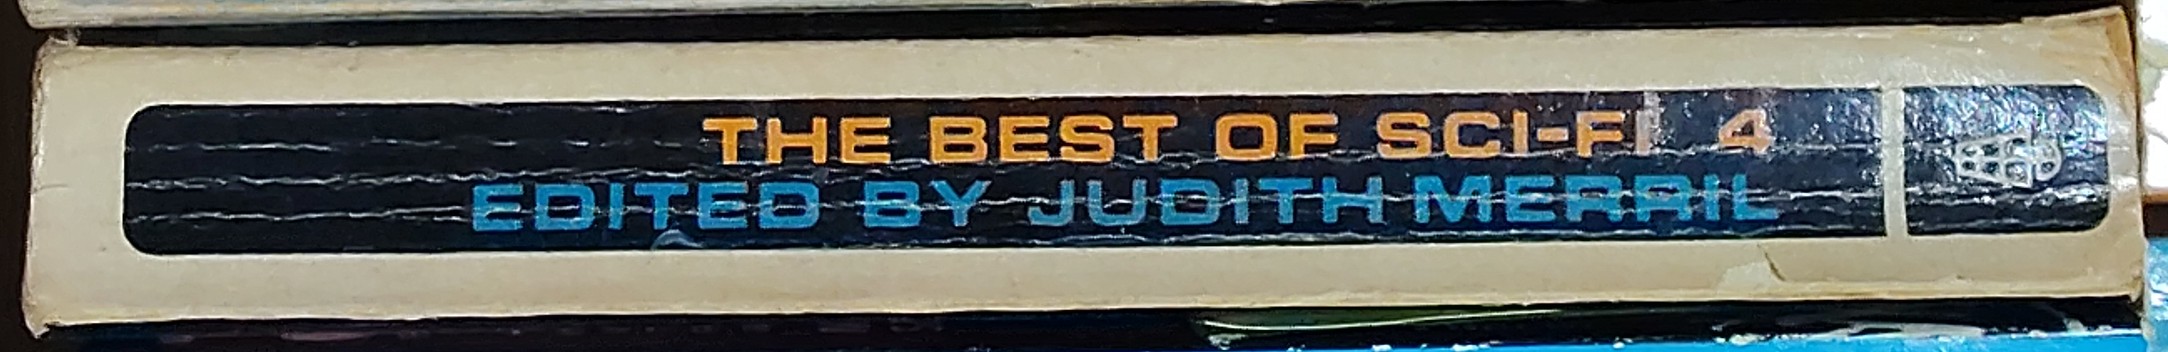 THE BEST OF SCI-FI 4
EDITED BY JUDITH MERRIL